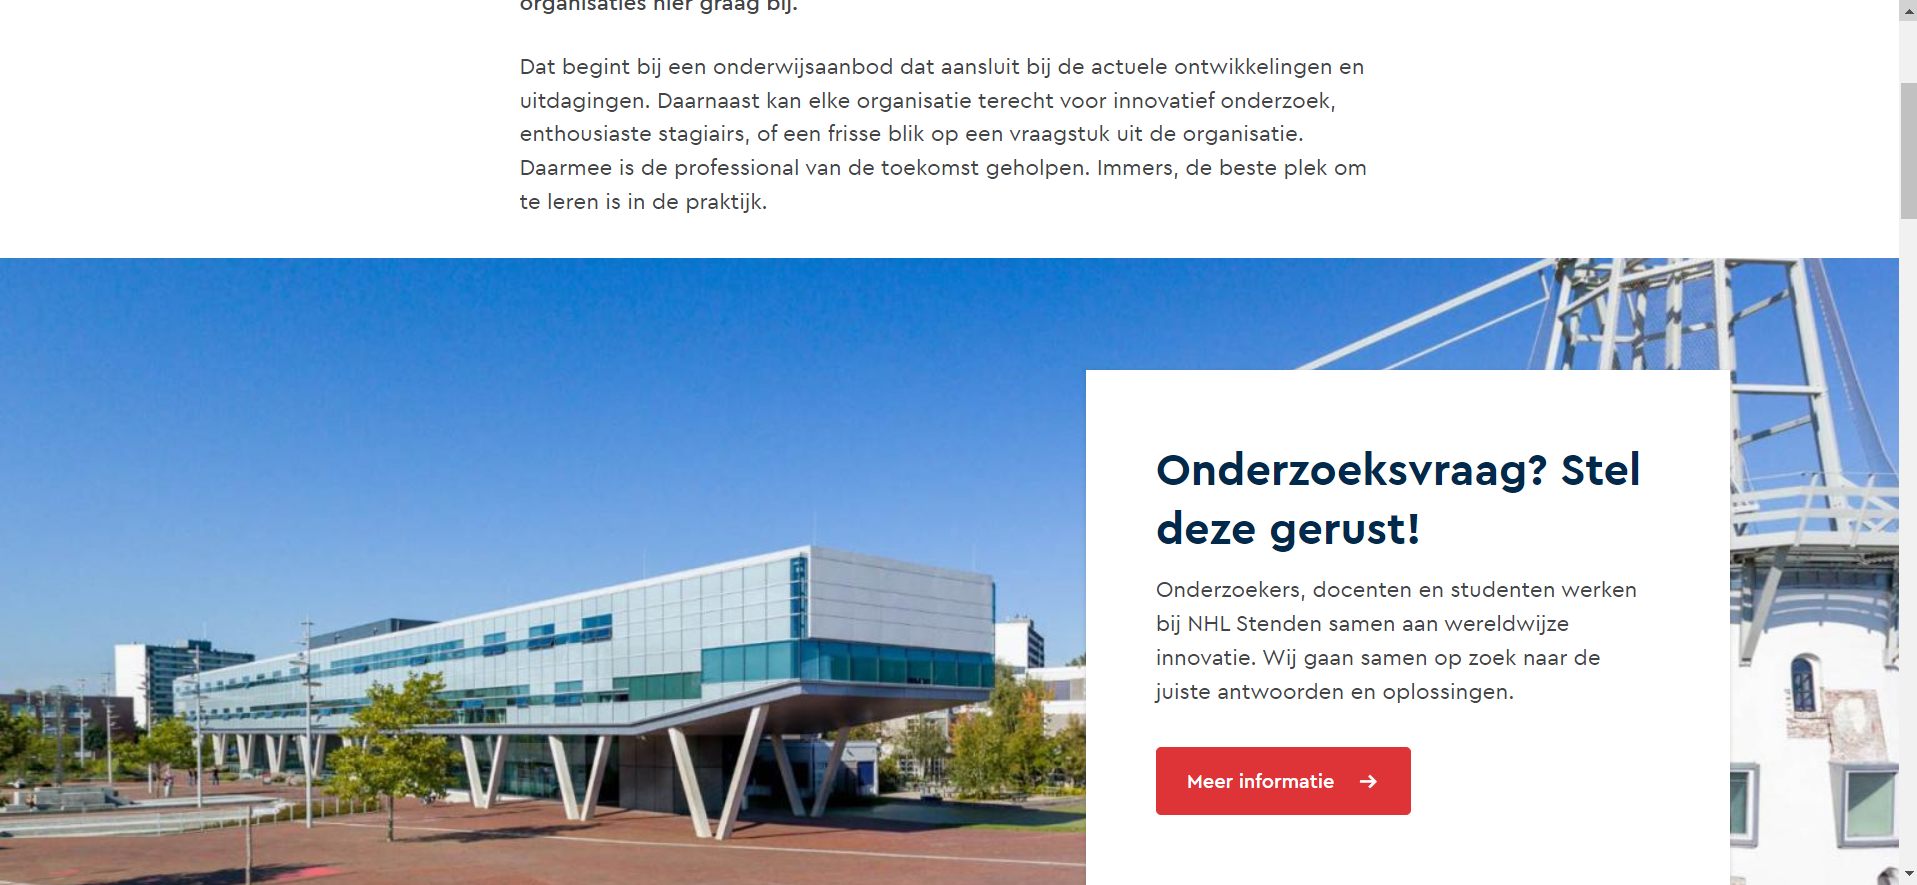 organisaties hier graag bij.
Dat begint bij een onderwijsaanbod dat aansluit bij de actuele ontwikkelingen en
uitdagingen. Daarnaast kan elke organisatie terecht voor innovatief onderzoek,
enthousiaste stagiairs, of een frisse blik op een vraagstuk uit de organisatie.
Daarmee is de professional van de toekomst geholpen. Immers, de beste plek om
te leren is in de praktijk.
Onderzoeksvraag? Stel
deze gerust!
Onderzoekers, docenten en studenten werken
bij NHL Stenden samen aan wereldwijze
innovatie. Wij gaan samen op zoek naar de
juiste antwoorden en oplossingen.
Meer informatie